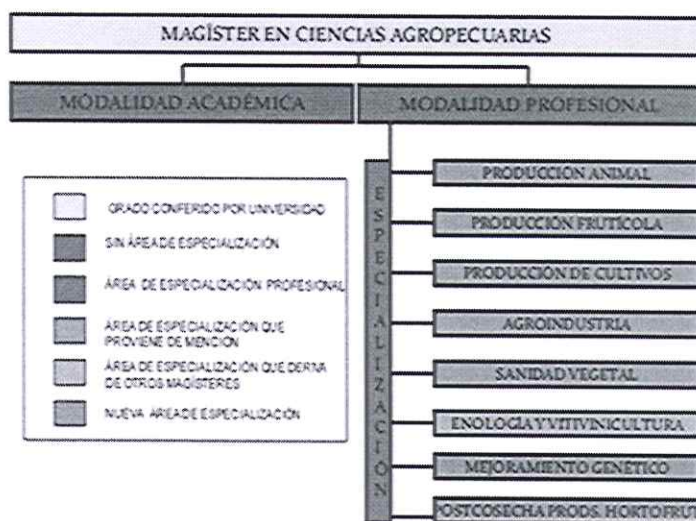 MAGÍSTER EN CIENCIAS AGROPECUARIAS
MODALIDAD ACADÉMICA
MODALIDAD PROFESIONAL
GRADO CONFERIDO POR UNIVERSIDAD
SIN ÁREA DE ESPECIALIZACIÓN
ÁREA DE ESPECIALIZACIÓN PROFESIONAL
ÁREA DE ESPECIALIZACIÓN QUE
PROVIENE DE MENCIÓN
ÁREA DE ESPECIALIZACIÓN QUE DERIVA
DE OTROS MAGÍSTERES
NUEVA ÁREA DE ESPECIALIZACIÓN
ESPECIALIZACIÓN
PRODUCCIÓN ANIMAL
PRODUCCIÓN FRUTÍCOLA
PRODUCCIÓN DE CULTIVOS
AGROINDUSTRIA
SANIDAD VEGETAL
ENOLOGÍA Y VITIVINICULTURA
MEJORAMIENTO GENÉTICO
POSTCOSECHA PRODS. HORTOFRUT